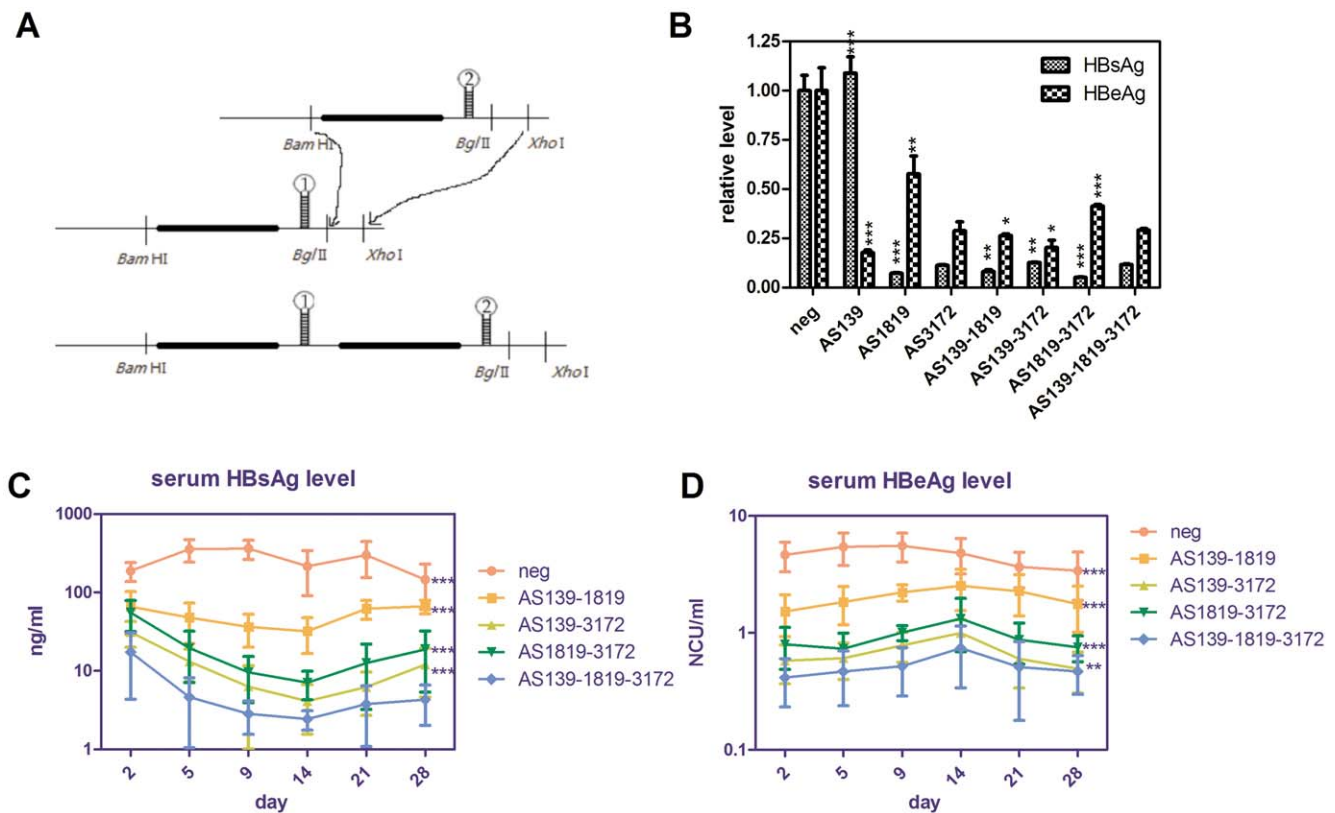 A
2
Bam HI
Bgl II
Xho I
1
Bam HI
Bgl II
Xho I
1
2
Bam HI
Bgl II
Xho I
B
relative level
1.25
1.00
0.75
0.50
0.25
0.00
HBsAg
HBeAg
***
***
***
**
**
*
**
*
***
***
neg
AS139
AS1819
AS3172
AS139-1819
AS139-3172
AS1819-3172
AS139-1819-3172
C
serum HBsAg level
ng/ml
1000
100
10
1
***
***
***
***
2
5
9
14
21
28
day
neg
AS139-1819
AS139-3172
AS1819-3172
AS139-1819-3172
D
serum HBeAg level
NCU/ml
10
1
0.1
***
***
***
**
2
5
9
14
21
28
day
neg
AS139-1819
AS139-3172
AS1819-3172
AS139-1819-3172